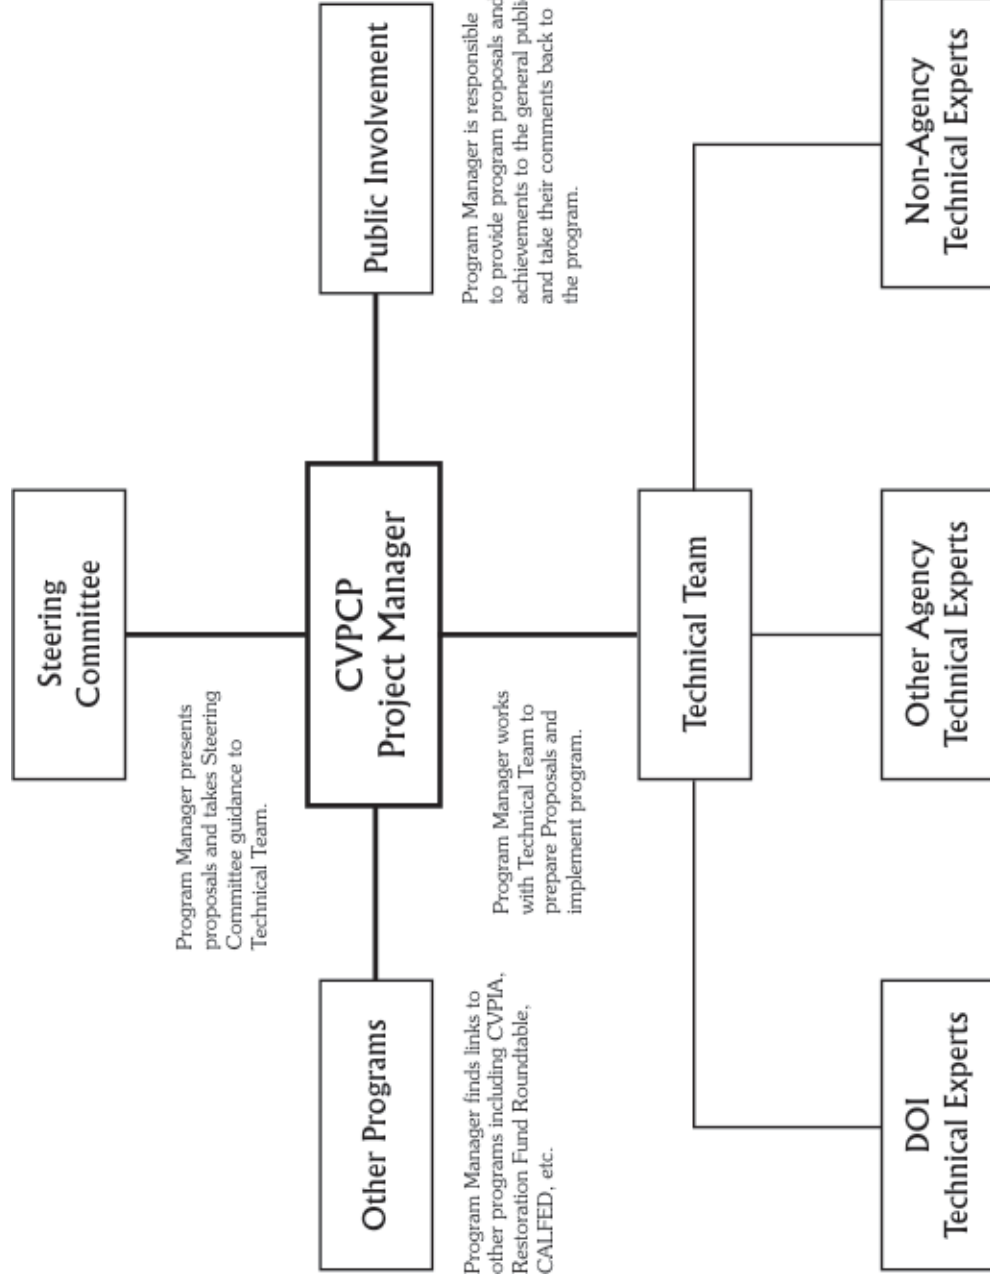 Steering
Committee
Program Manager presents
proposals and takes Steering
Committee guidance to
Technical Team.
Other Programs
CVPCP
Project Manager
Public Involvement
Program Manager finds links to
other programs including CVPIA,
Restoration Fund Roundtable,
CALFED, etc.
Program Manager works
with Technical Team to
prepare Proposals and
implement program.
Program Manager is responsible
to provide program proposals and
achievements to the general public
and take their comments back to
the program.
Technical Team
DOI
Technical Experts
Other Agency
Technical Experts
Non-Agency
Technical Experts